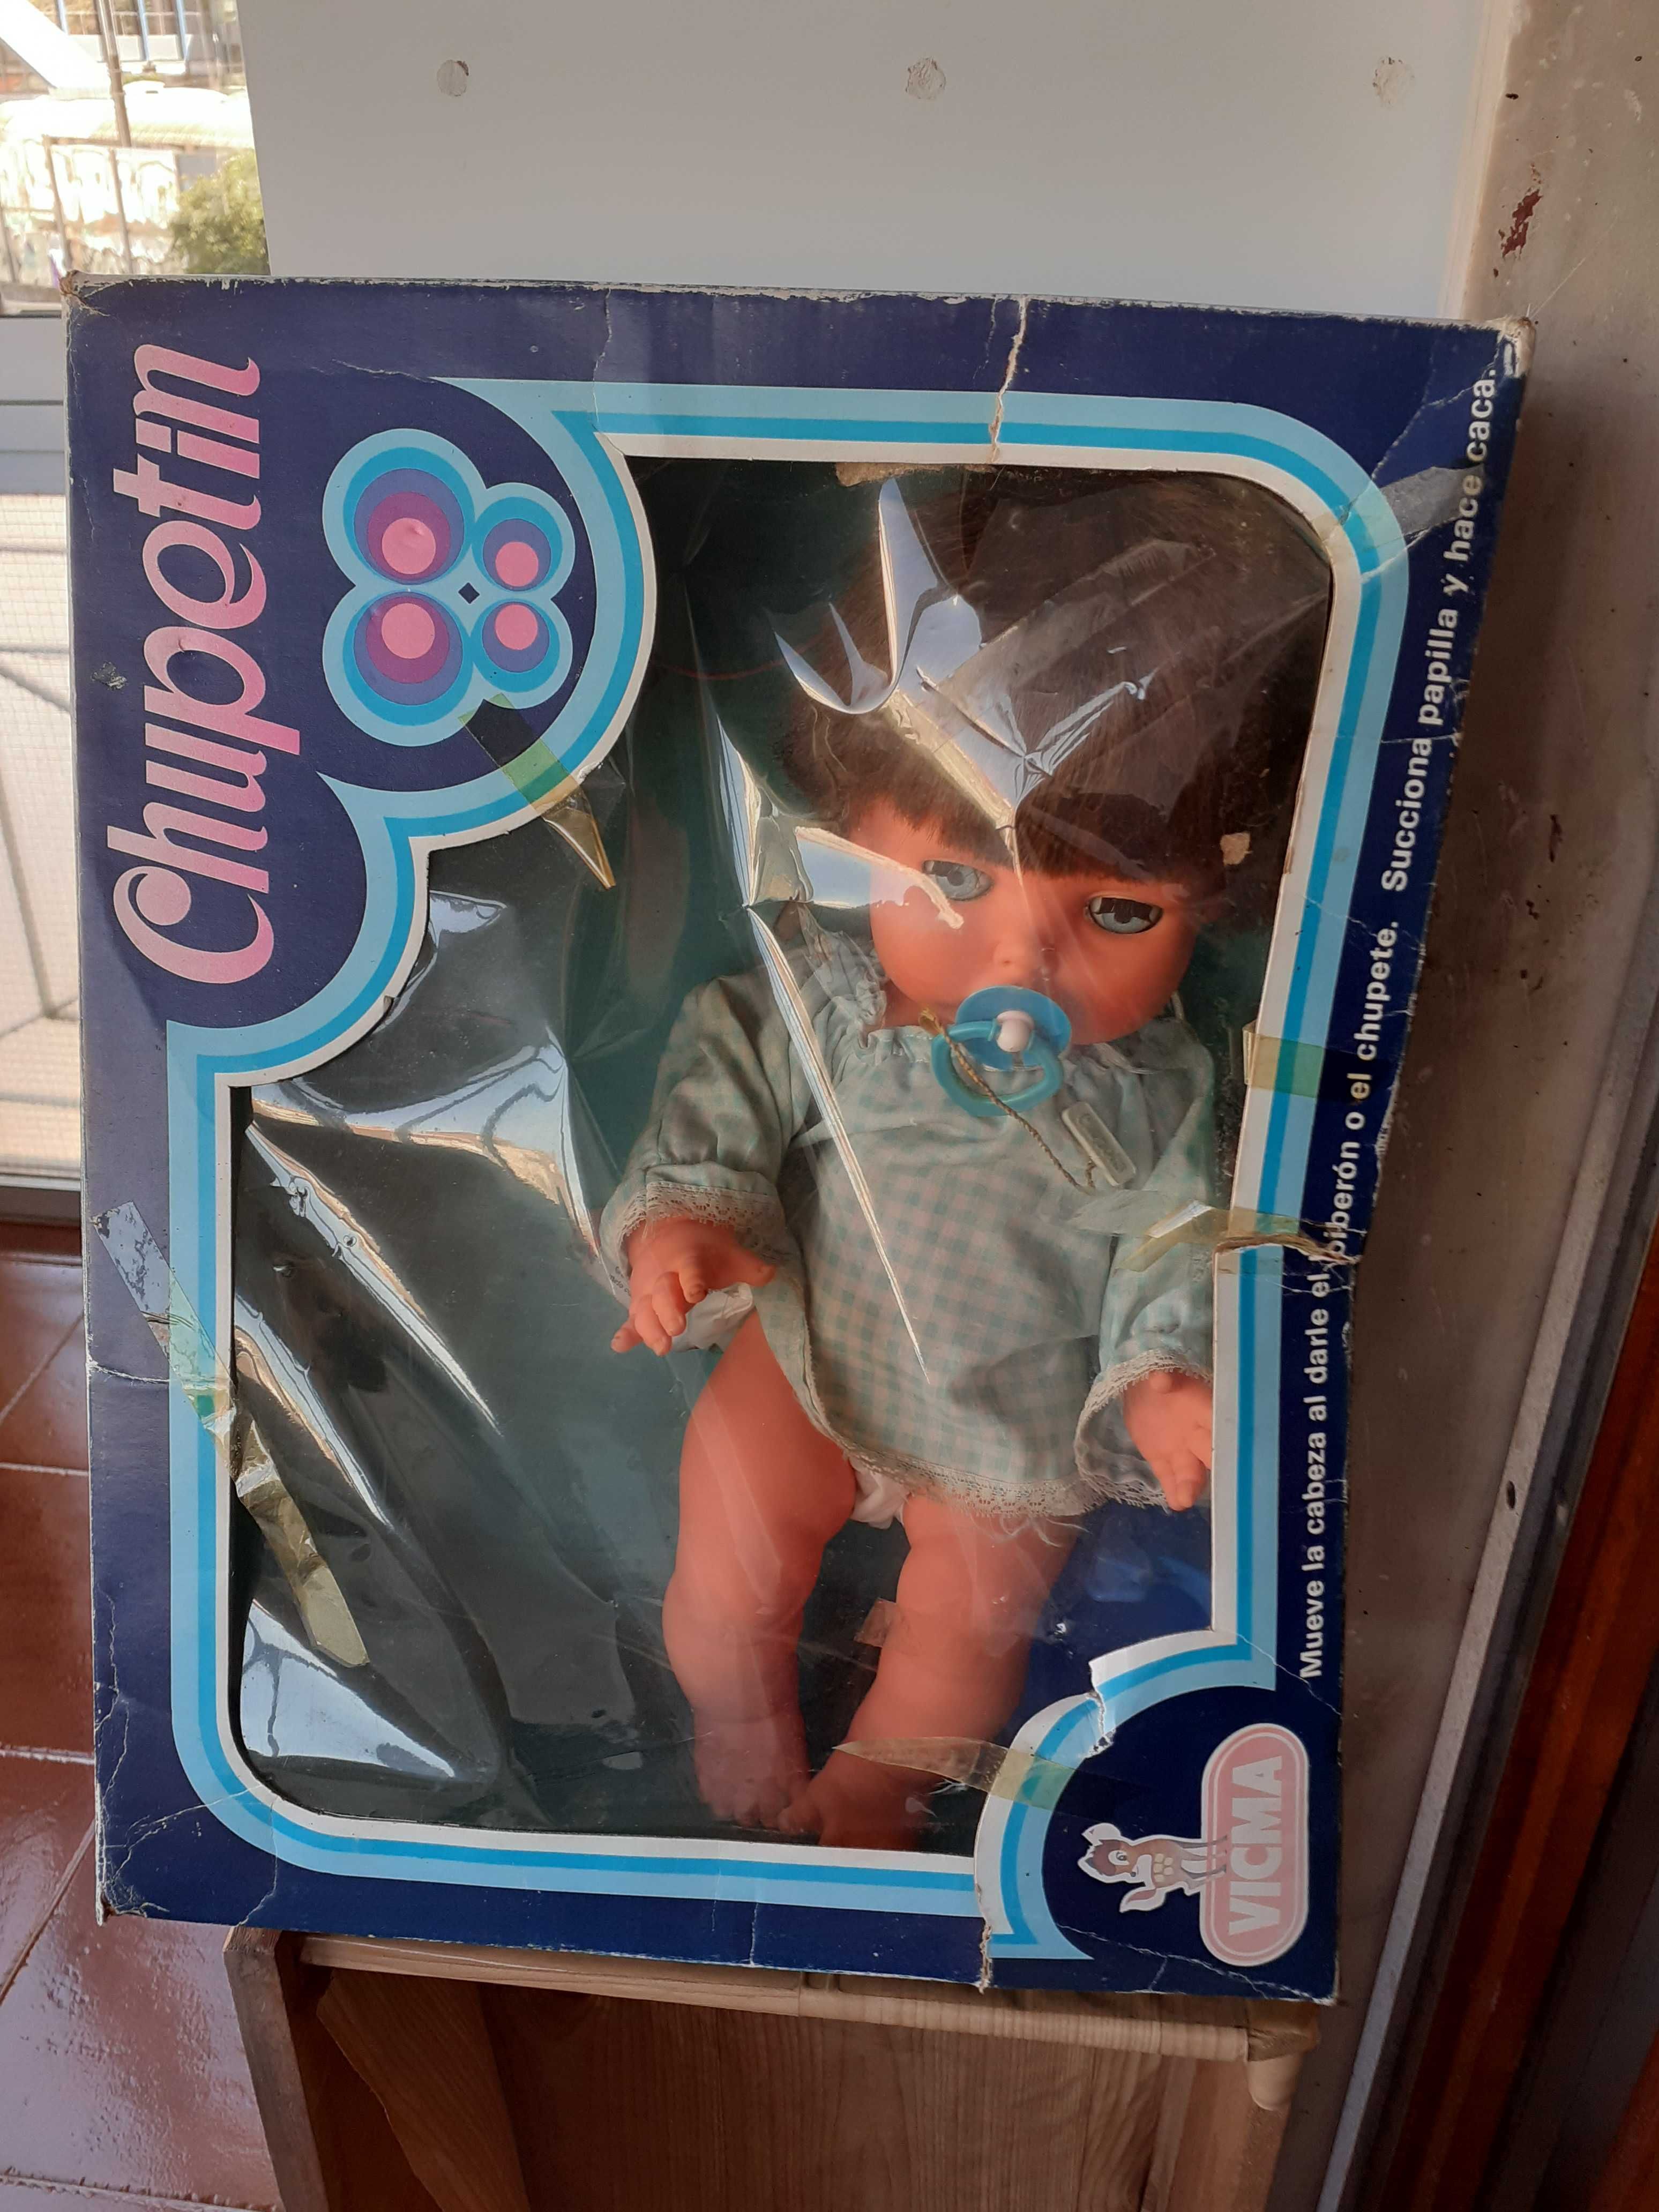 Chupetin
Mueve la cabeza al darle el biberón o el chupete. Succiona papilla y hace caca.
VICMA